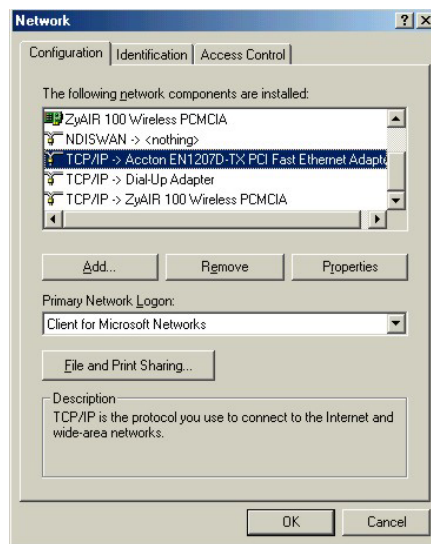 Network
Configuration Identification Access Control
The following network components are installed:
ZyAIR 100 Wireless PCMCIA
NDISWAN -> <nothing>
TCP/IP -> Accton EN1207D-TX PCI Fast Ethernet Adapte
TCP/IP -> Dial-Up Adapter
TCP/IP -> ZyAIR 100 Wireless PCMCIA
Add... Remove Properties
Primary Network Logon:
Client for Microsoft Networks
File and Print Sharing...
Description
TCP/IP is the protocol you use to connect to the Internet and
wide-area networks.
OK Cancel